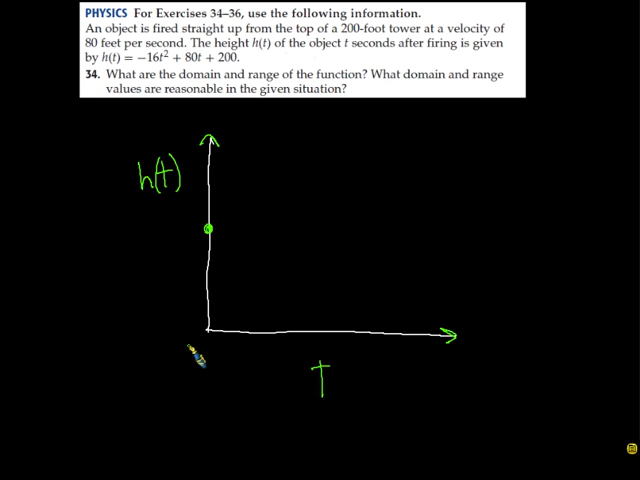 PHYSICS For Exercises 34–36, use the following information.
An object is fired straight up from the top of a 200-foot tower at a velocity of
80 feet per second. The height h(t) of the object t seconds after firing is given
by h(t) = −16t² + 80t + 200.
34. What are the domain and range of the function? What domain and range
values are reasonable in the given situation?
h(t)
T